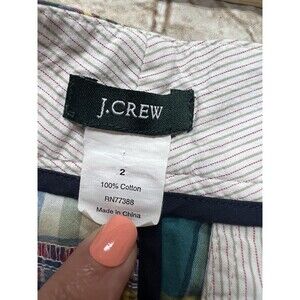 J.CREW
2
100% Cotton
RN77388
Made in China